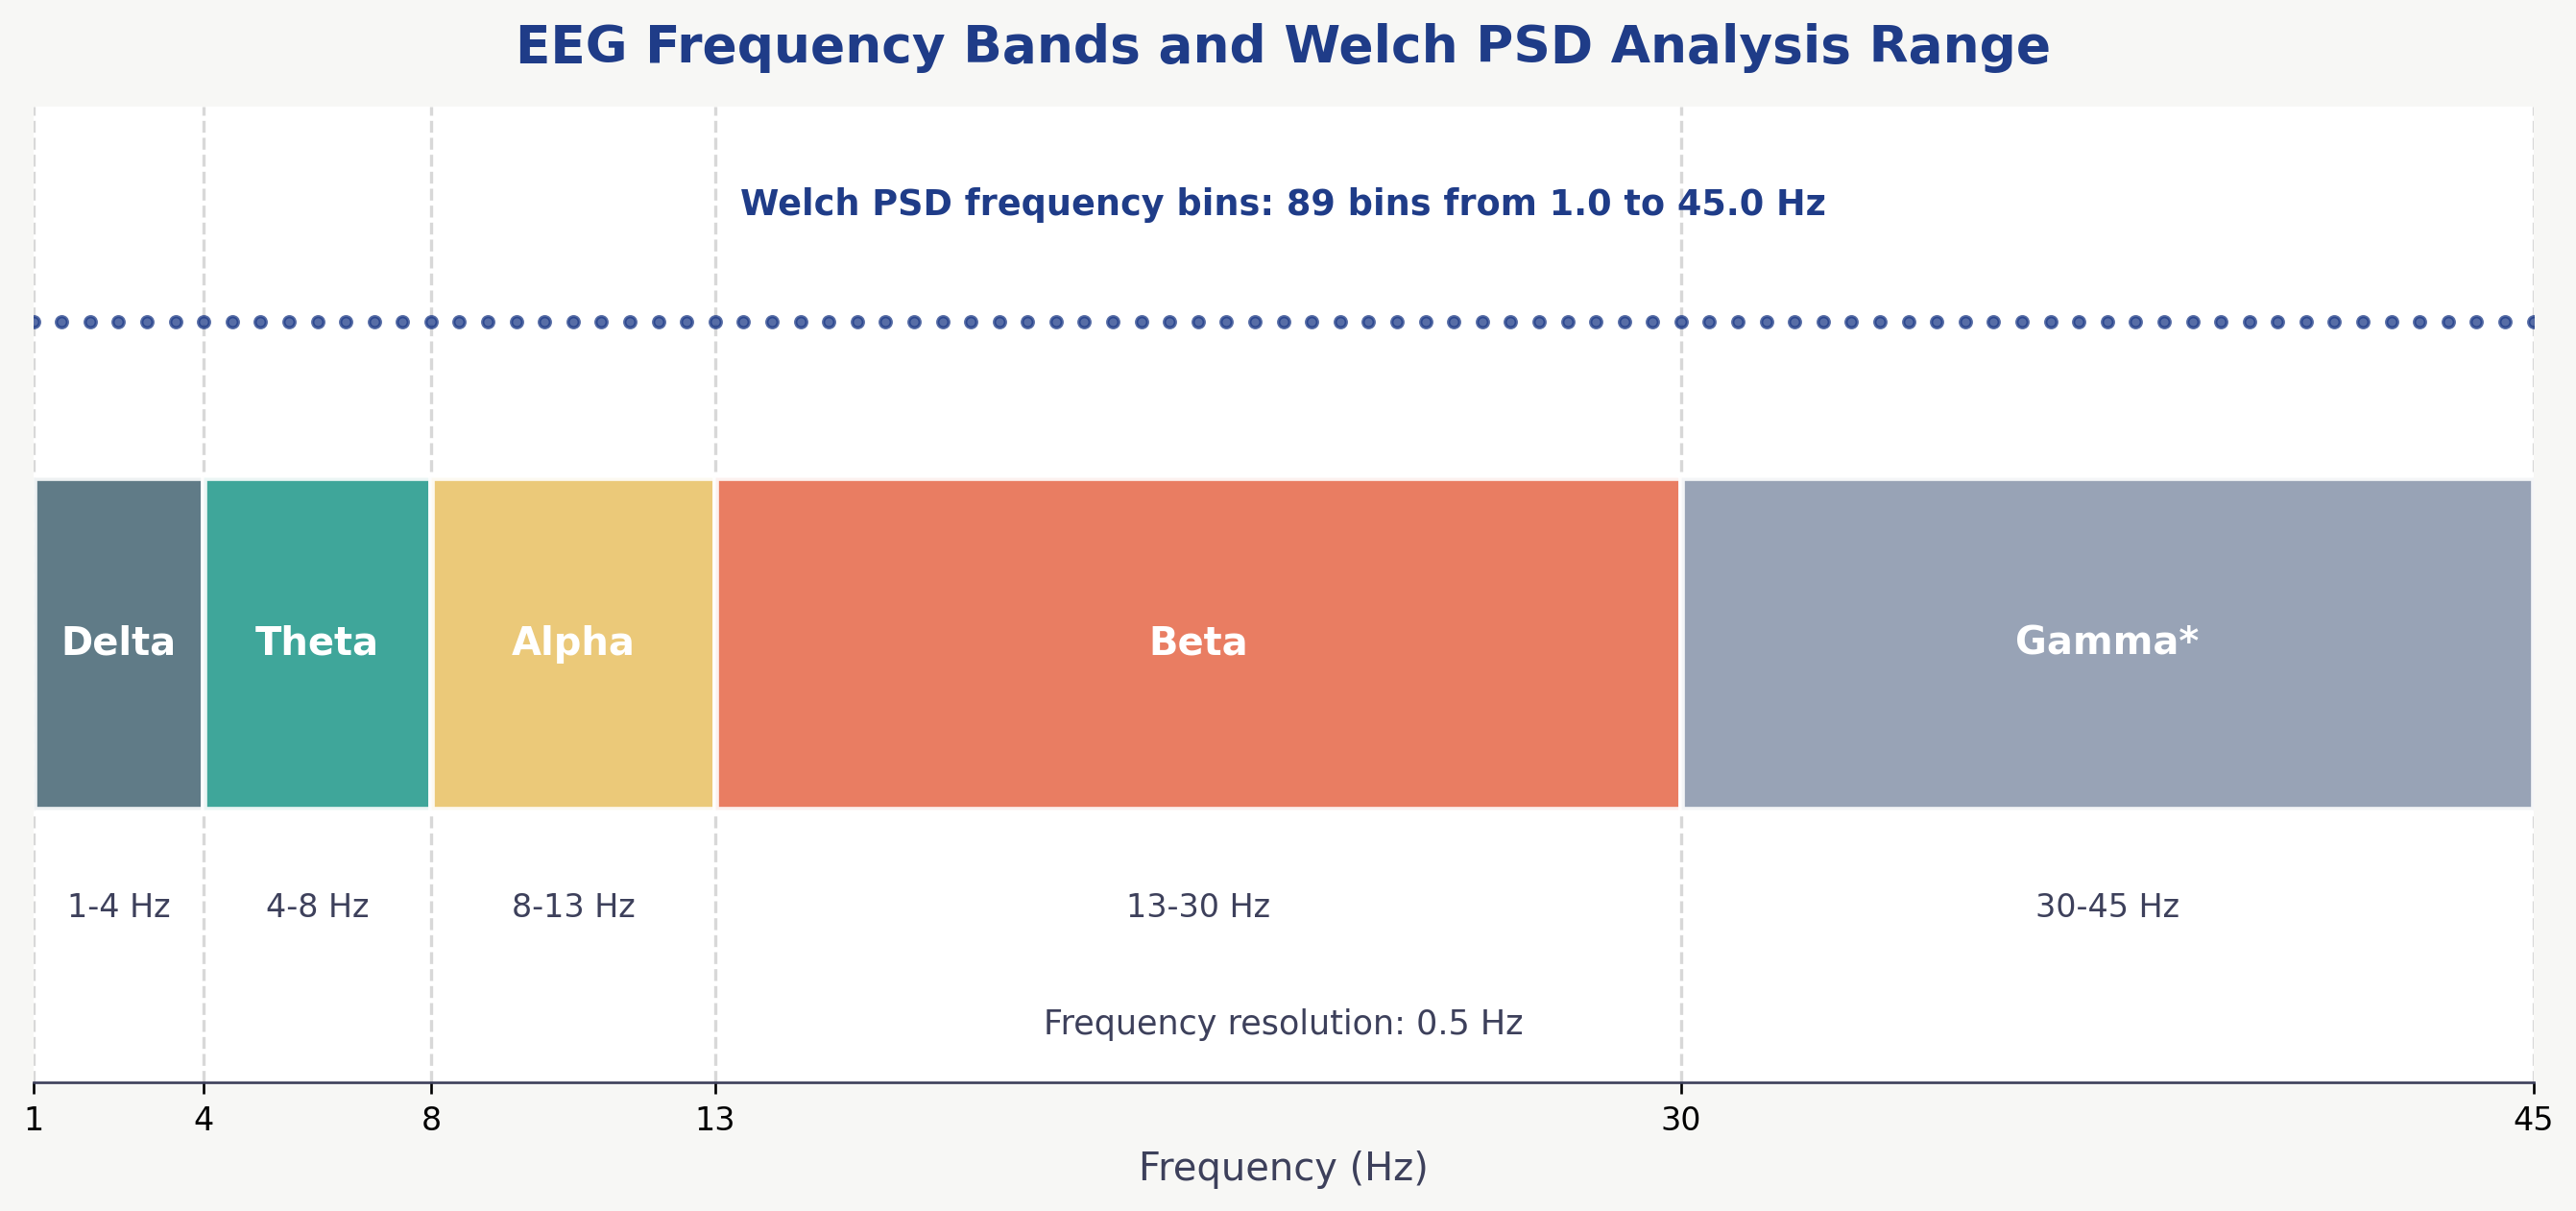 EEG Frequency Bands and Welch PSD Analysis Range
Welch PSD frequency bins: 89 bins from 1.0 to 45.0 Hz
Delta Theta Alpha Beta Gamma*
1-4 Hz 4-8 Hz 8-13 Hz 13-30 Hz 30-45 Hz
Frequency resolution: 0.5 Hz
1 4 8 13 30 45
Frequency (Hz)